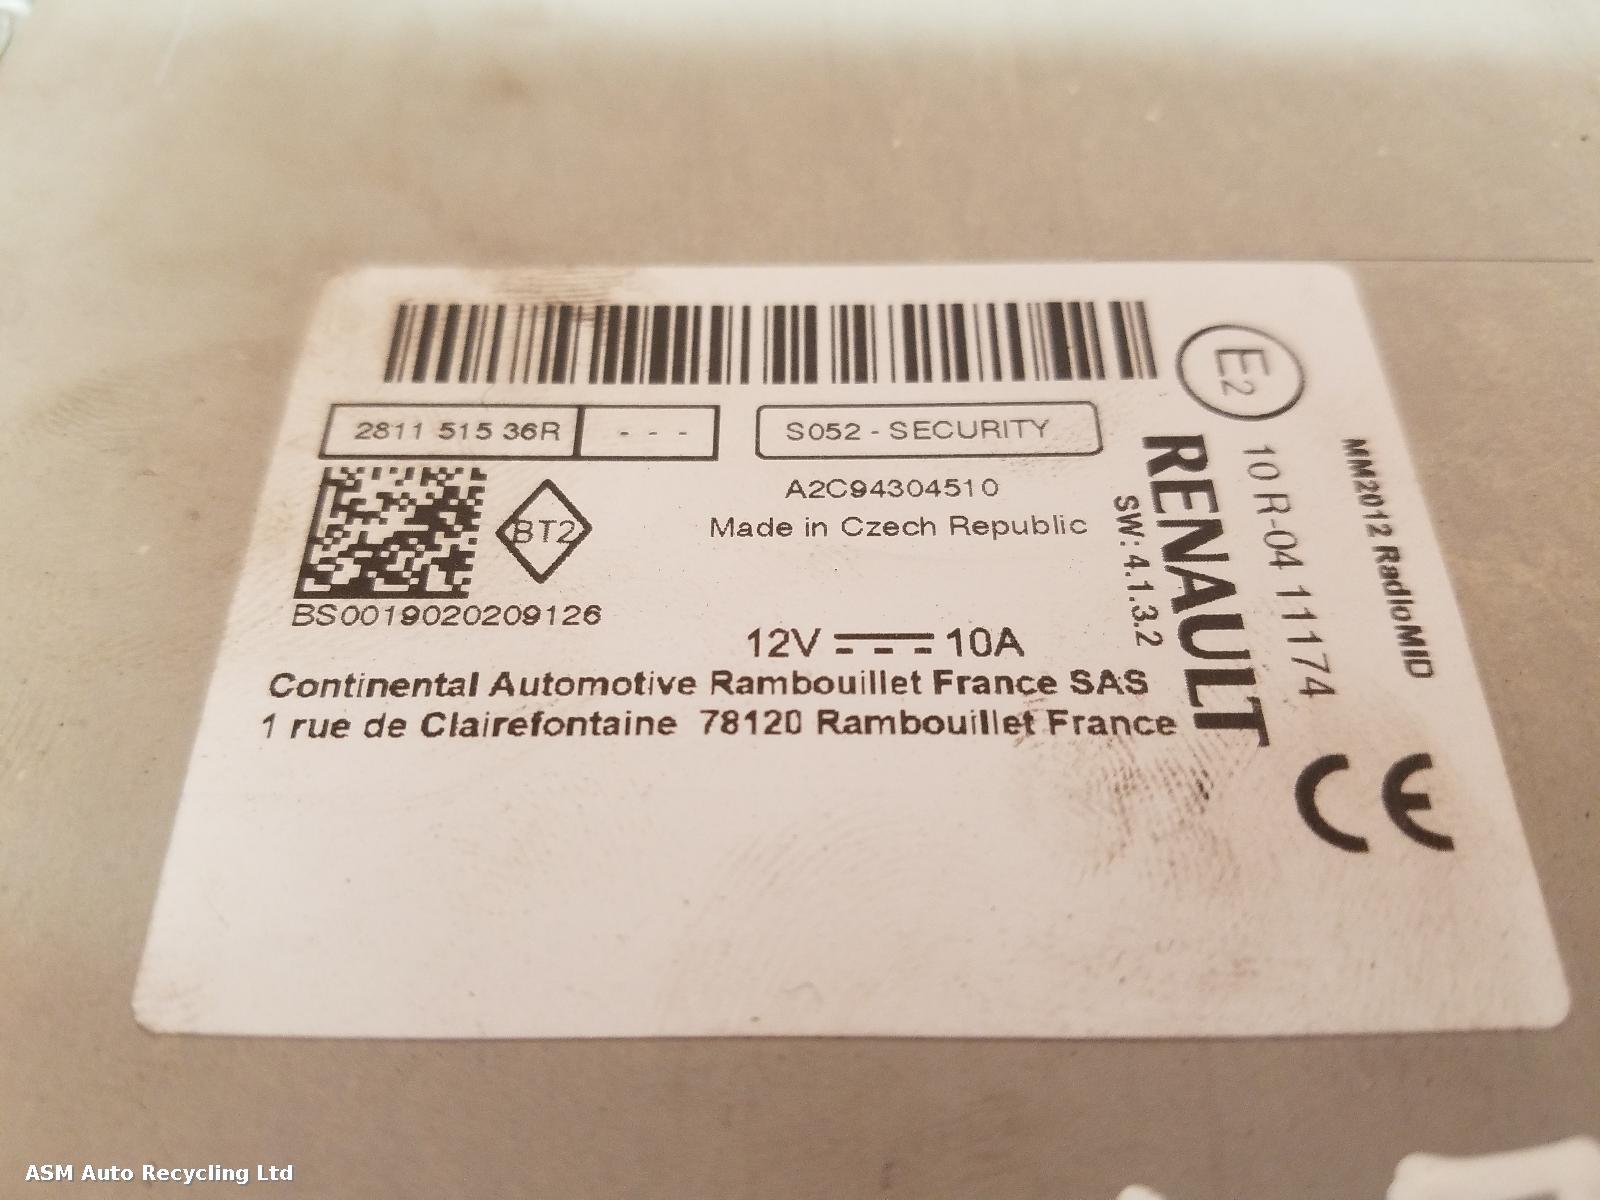 2811 515 36R
- - -
S052 - SECURITY
A2C94304510
Made in Czech Republic
BT2
BS0019020209126
12V 10A
Continental Automotive Rambouillet France SAS
1 rue de Clairefontaine 78120 Rambouillet France
E2
10 R-04 11174
MM2012 RadioMID
RENAULT
SW:4.1.3.2
CE
ASM Auto Recycling Ltd